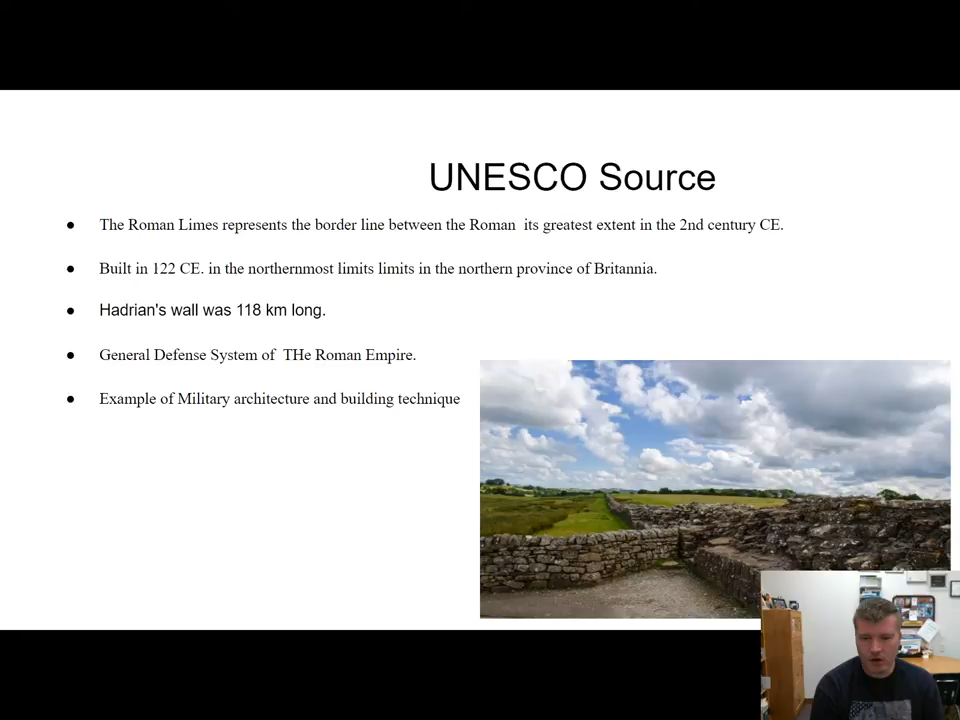 UNESCO Source
● The Roman Limes represents the border line between the Roman  its greatest extent in the 2nd century CE.
● Built in 122 CE. in the northernmost limits limits in the northern province of Britannia.
● Hadrian's wall was 118 km long.
● General Defense System of  THe Roman Empire.
● Example of Military architecture and building technique